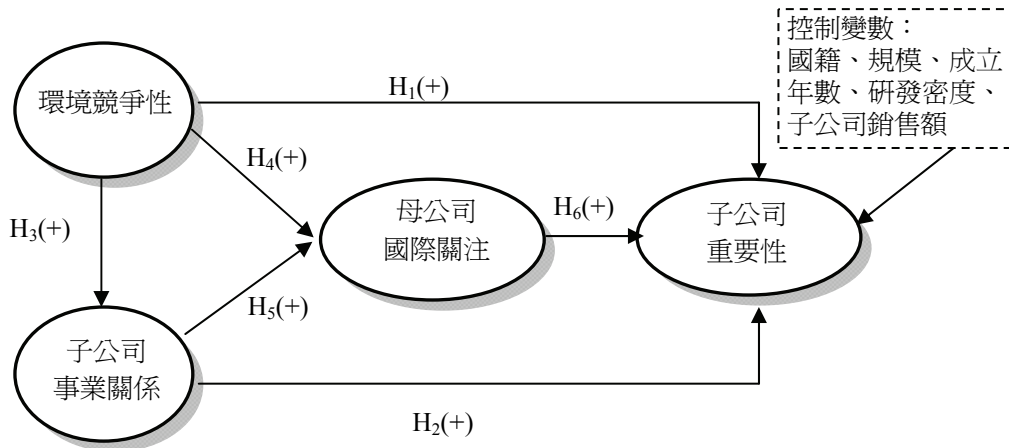 控制變數：
國籍、規模、成立
年數、研發密度、
子公司銷售額
環境競爭性
H₁(+)
H₄(+)
母公司
國際關注
H₆(+)
子公司
重要性
H₃(+)
H₅(+)
子公司
事業關係
H₂(+)